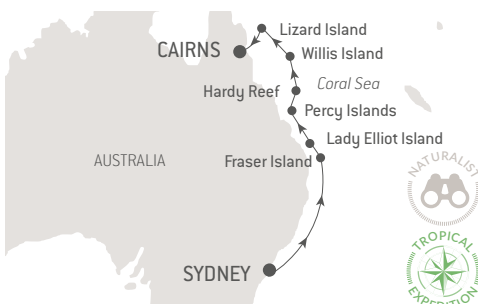 Lizard Island
CAIRNS
Willis Island
Coral Sea
Hardy Reef
Percy Islands
Lady Elliot Island
AUSTRALIA
Fraser Island
SYDNEY
NATURALIST
TROPICAL
EXPEDITION